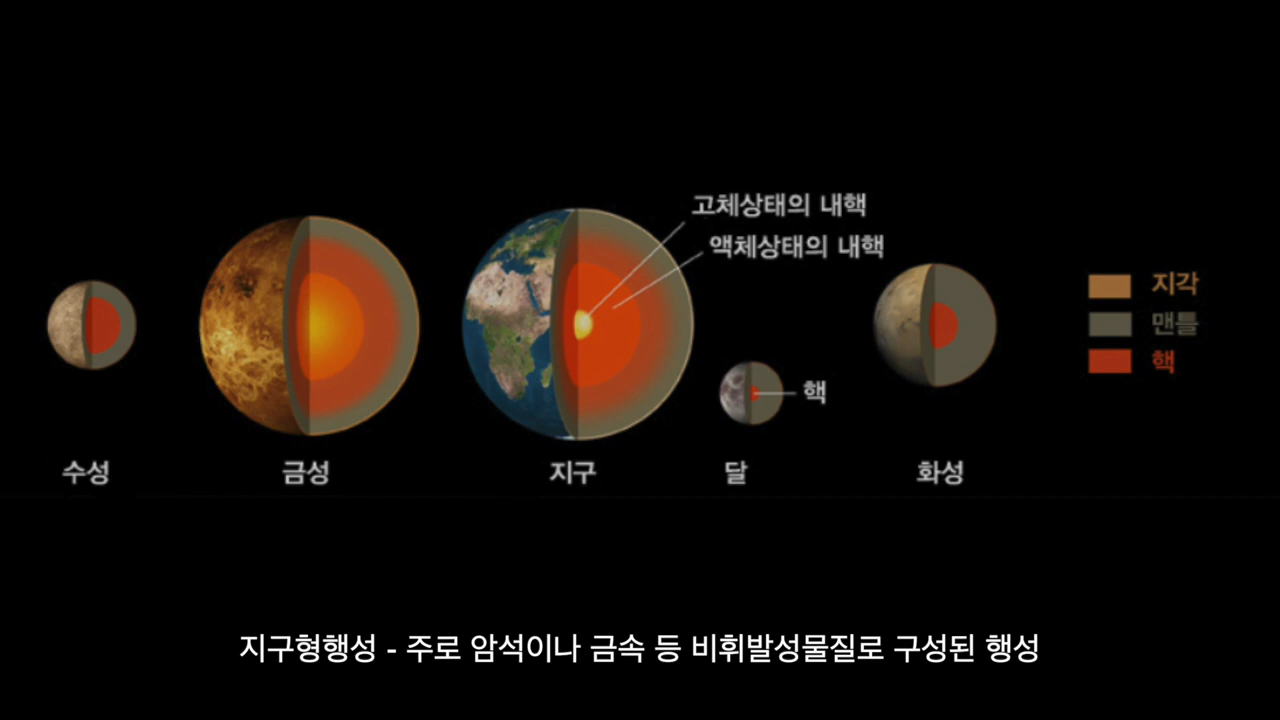 고체상태의 내핵
액체상태의 내핵
핵
수성
금성
지구
달
화성
지각
맨틀
핵
지구형행성 - 주로 암석이나 금속 등 비휘발성물질로 구성된 행성